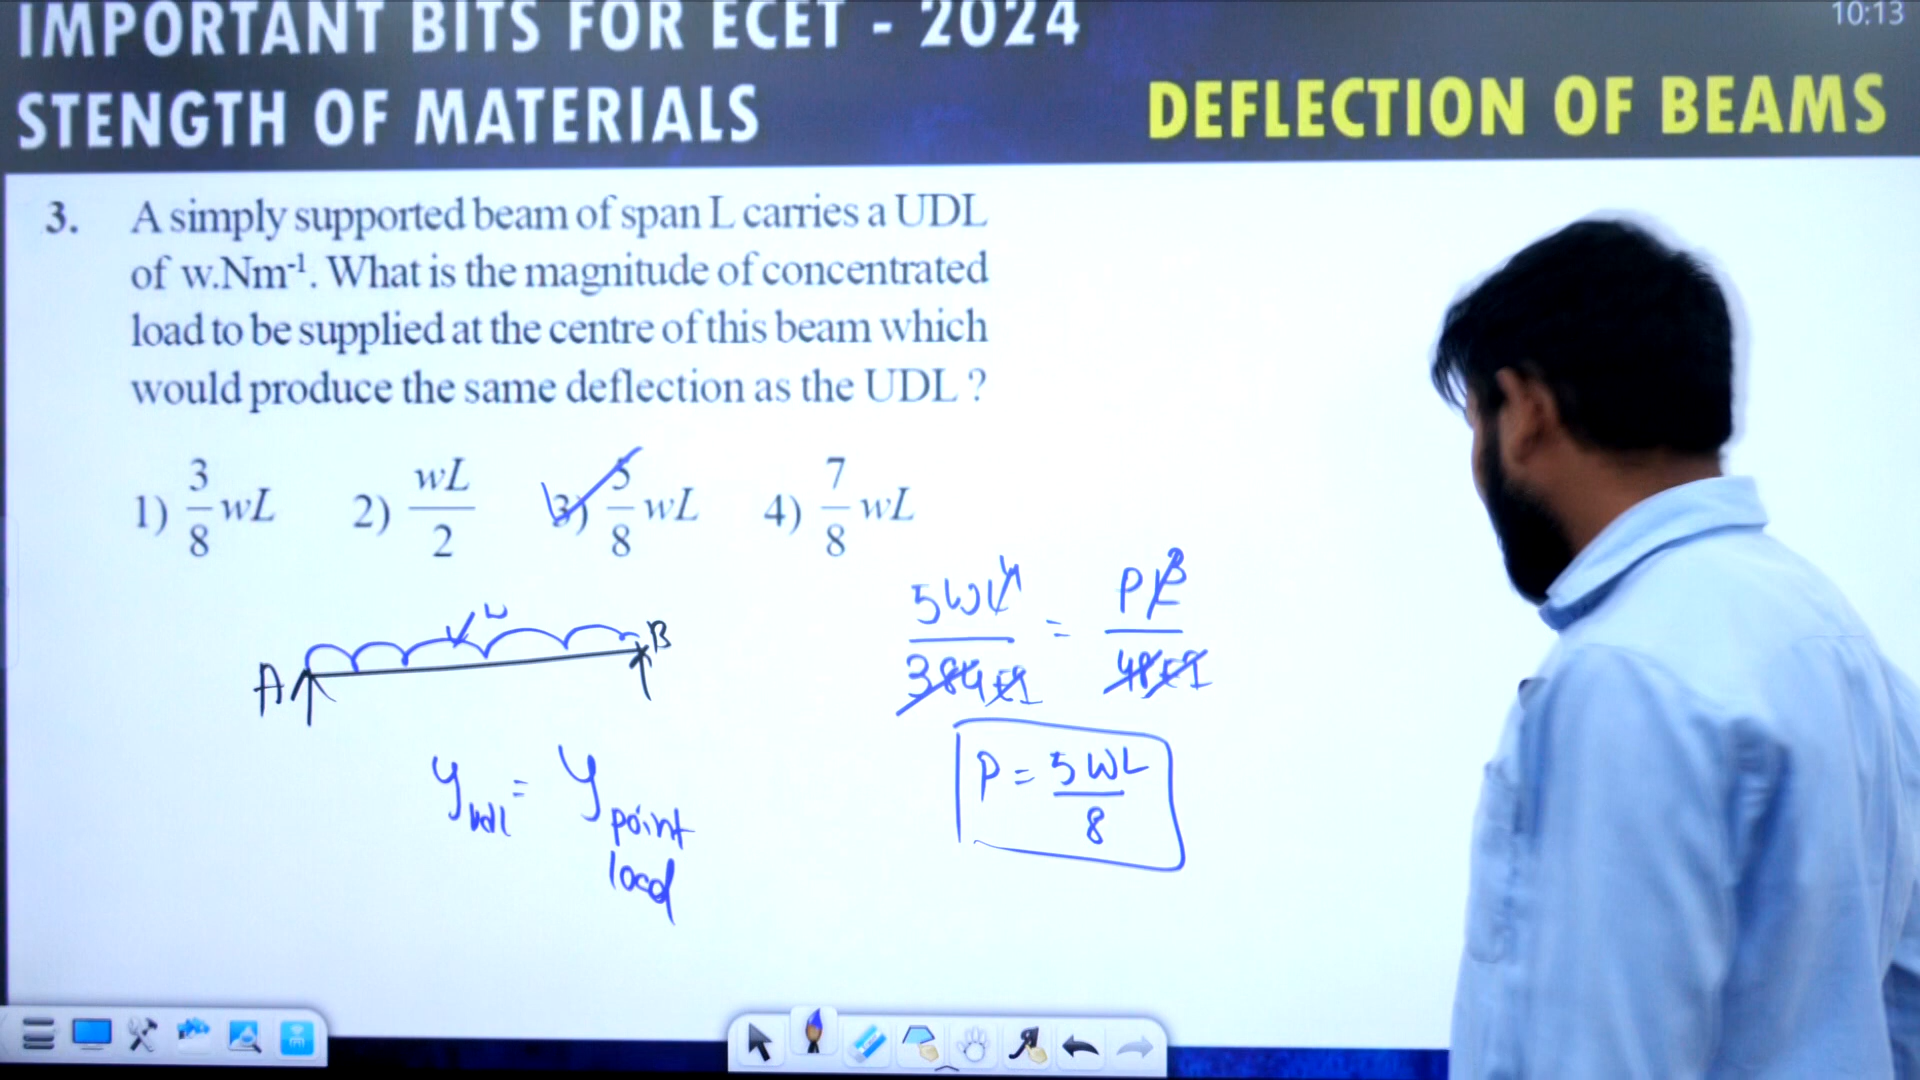 IMPORTANT BITS FOR ECET - 2024
10:13
STENGTH OF MATERIALS
DEFLECTION OF BEAMS
3. A simply supported beam of span L carries a UDL
of w.Nm⁻¹. What is the magnitude of concentrated
load to be supplied at the centre of this beam which
would produce the same deflection as the UDL ?
1) 3/8 wL 2) wL/2 3) 5/8 wL 4) 7/8 wL
5WL⁴/384EI = PL³/48EI
A W B
P = 5WL/8
y udl = y point load